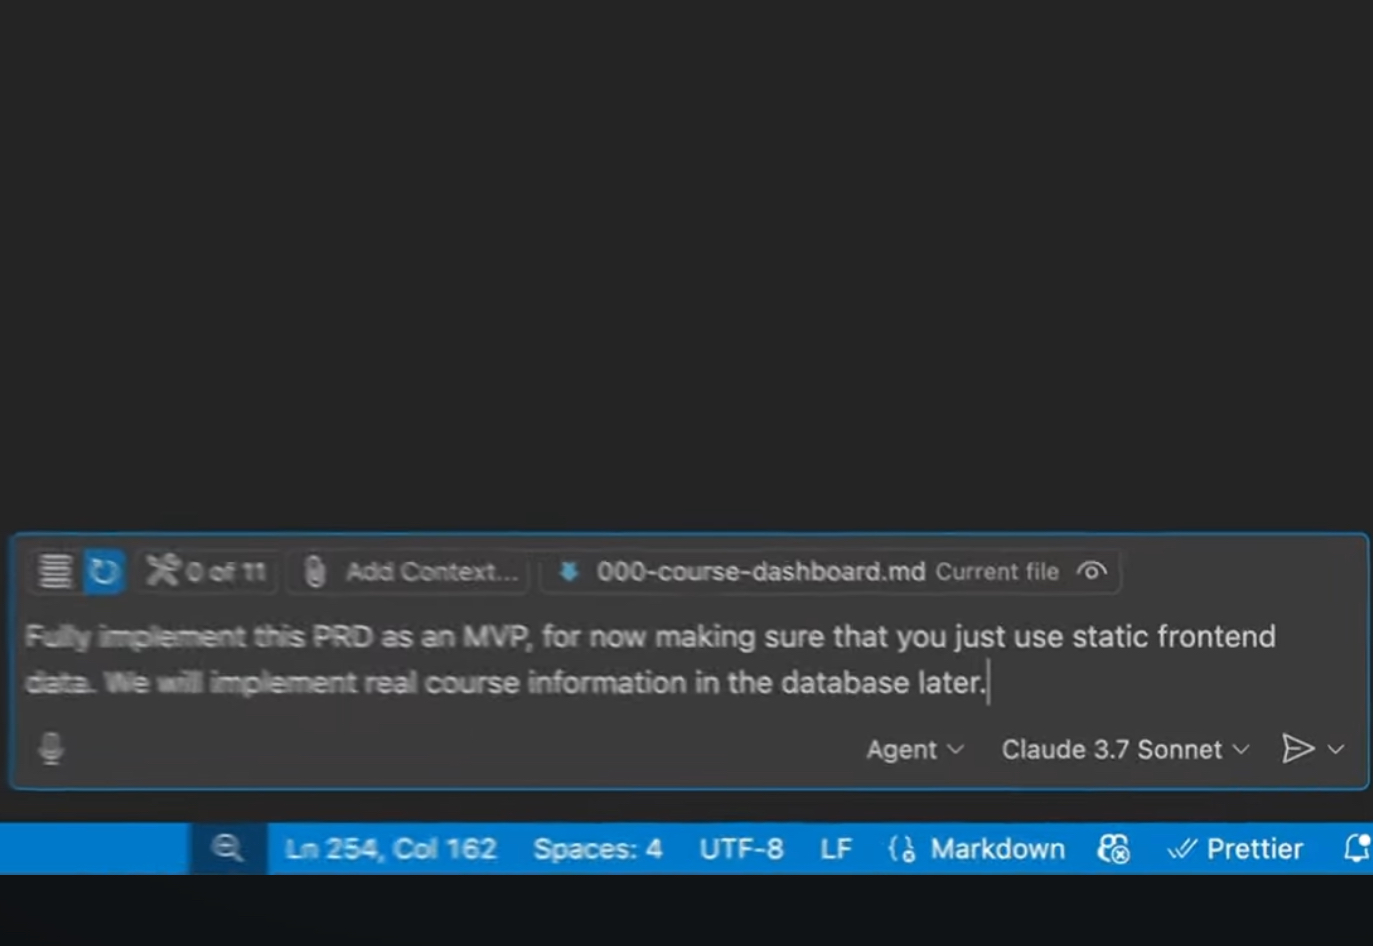 0 of 11 Add Context... 000-course-dashboard.md Current file
Fully implement this PRD as an MVP, for now making sure that you just use static frontend
data. We will implement real course information in the database later.
Agent Claude 3.7 Sonnet
Ln 254, Col 162 Spaces: 4 UTF-8 LF Markdown Prettier